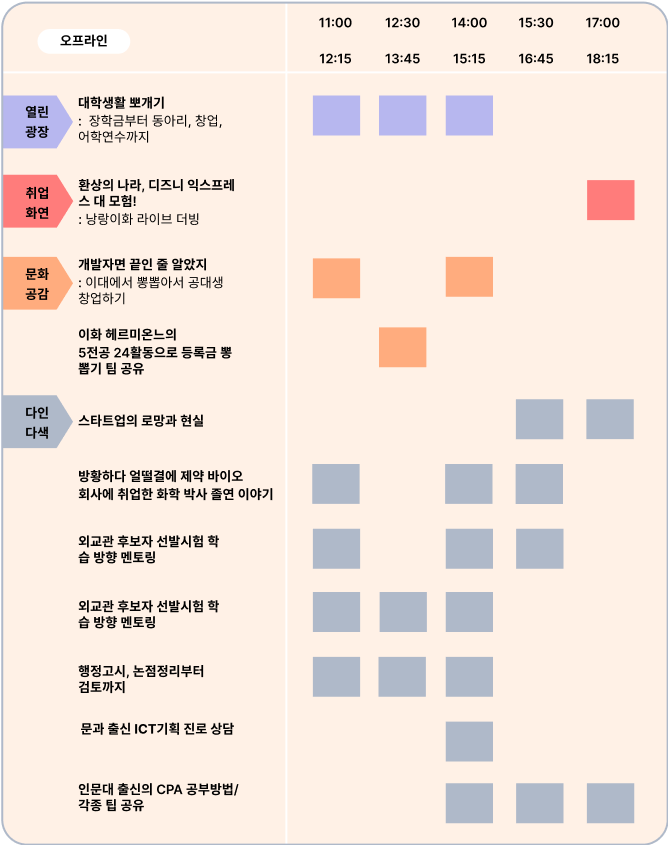 오프라인
11:00 12:30 14:00 15:30 17:00
12:15 13:45 15:15 16:45 18:15
열린
광장
대학생활 뽀개기
: 장학금부터 동아리, 창업,
어학연수까지
취업
화연
환상의 나라, 디즈니 익스프레
스 대 모험!
: 낭랑이화 라이브 더빙
문화
공감
개발자면 끝인 줄 알았지
: 이대에서 뽕뽑아서 공대생
창업하기
이화 헤르미온느의
5전공 24활동으로 등록금 뽕
뽑기 팁 공유
다인
다색
스타트업의 로망과 현실
방황하다 얼떨결에 제약 바이오
회사에 취업한 화학 박사 졸연 이야기
외교관 후보자 선발시험 학
습 방향 멘토링
외교관 후보자 선발시험 학
습 방향 멘토링
행정고시, 논점정리부터
검토까지
문과 출신 ICT기획 진로 상담
인문대 출신의 CPA 공부방법/
각종 팁 공유